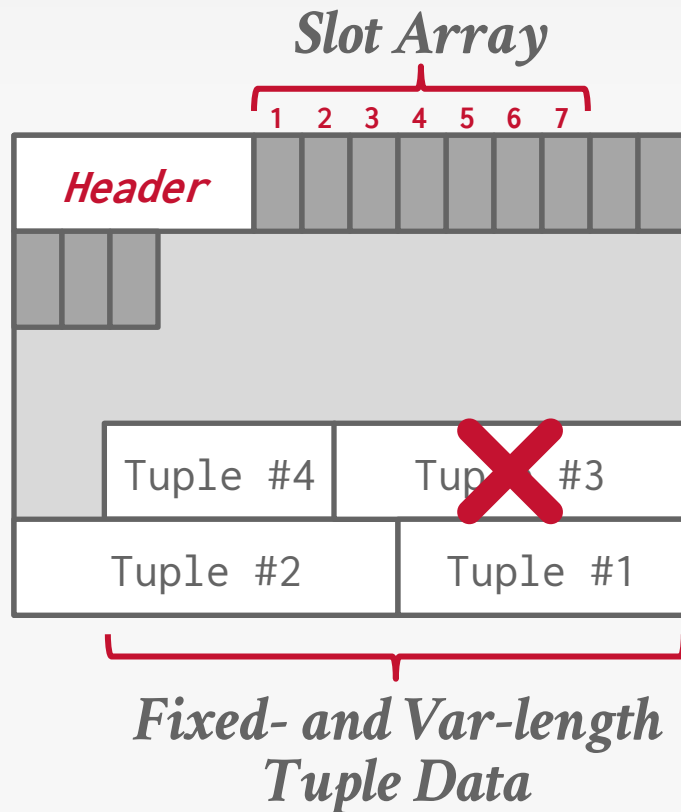 Slot Array
1 2 3 4 5 6 7
Header
Tuple #4 Tup #3
Tuple #2 Tuple #1
Fixed- and Var-length
Tuple Data